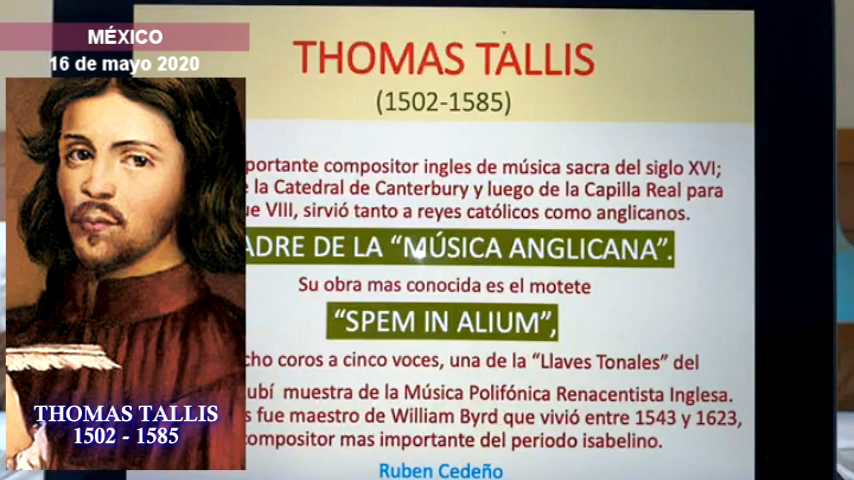 MÉXICO
16 de mayo 2020
THOMAS TALLIS
(1502-1585)
portante compositor ingles de música sacra del siglo XVI;
la Catedral de Canterbury y luego de la Capilla Real para
VIII, sirvió tanto a reyes católicos como anglicanos.
ADRE DE LA “MÚSICA ANGLICANA”.
Su obra mas conocida es el motete
“SPEM IN ALIUM”,
cho coros a cinco voces, una de la “Llaves Tonales” del
ubí muestra de la Música Polifónica Renacentista Inglesa.
s fue maestro de William Byrd que vivió entre 1543 y 1623,
compositor mas importante del periodo isabelino.
Ruben Cedeño
THOMAS TALLIS
1502 - 1585